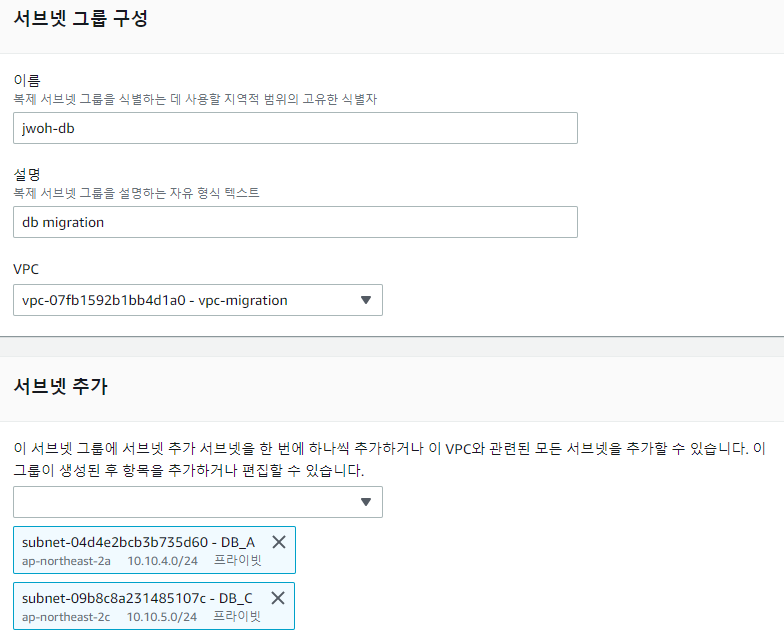 서브넷 그룹 구성
이름
복제 서브넷 그룹을 식별하는 데 사용할 지역적 범위의 고유한 식별자
jwoh-db
설명
복제 서브넷 그룹을 설명하는 자유 형식 텍스트
db migration
VPC
vpc-07fb1592b1bb4d1a0 - vpc-migration
서브넷 추가
이 서브넷 그룹에 서브넷 추가 서브넷을 한 번에 하나씩 추가하거나 이 VPC와 관련된 모든 서브넷을 추가할 수 있습니다. 이
그룹이 생성된 후 항목을 추가하거나 편집할 수 있습니다.
subnet-04d4e2bcb3b735d60 - DB_A
ap-northeast-2a 10.10.4.0/24 프라이빗
subnet-09b8c8a231485107c - DB_C
ap-northeast-2c 10.10.5.0/24 프라이빗